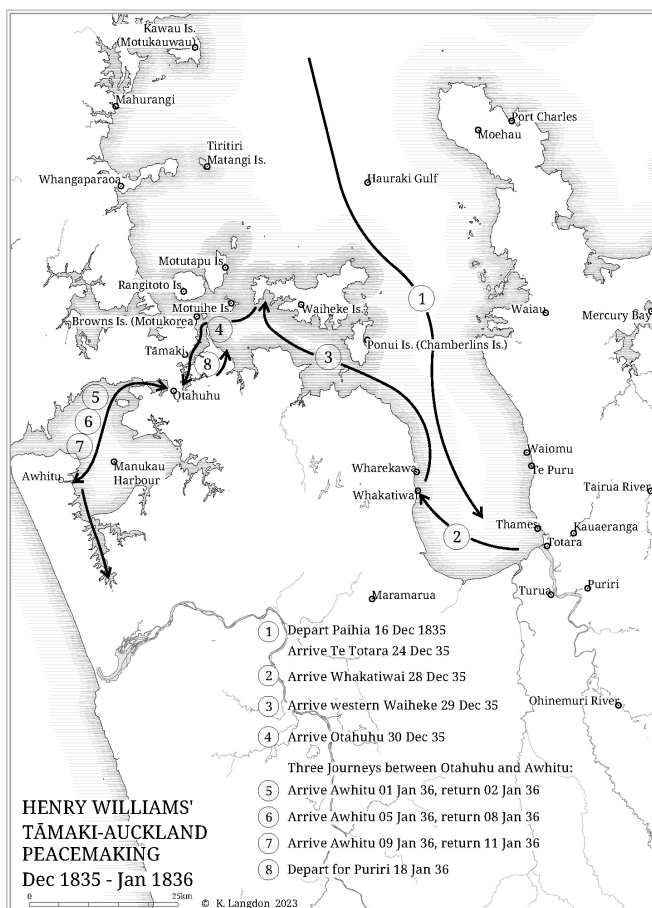 Kawau Is.
(Motukauwau)
Mahurangi
Port Charles
Moehau
Tiritiri
Matangi Is.
Whangaparaoa
Hauraki Gulf
Motutapu Is.
Rangitoto Is.
1
Motuihe Is.
Waiheke Is.
Waiau
Mercury Bay
Browns Is. (Motukorea)
4
Ponui Is. (Chamberlins Is.)
Tāmaki
3
8
Otahuhu
5
6
7
Waiomu
Manukau
Harbour
Te Puru
Wharekawa
Awhitu
Tairua River
Whakatiwai
Thames
Kauaeranga
2
Totara
Puriri
Turua
Maramarua
1 Depart Paihia 16 Dec 1835
Arrive Te Totara 24 Dec 35
2 Arrive Whakatiwai 28 Dec 35
Ohinemuri River
3 Arrive western Waiheke 29 Dec 35
4 Arrive Otahuhu 30 Dec 35
Three Journeys between Otahuhu and Awhitu:
5 Arrive Awhitu 01 Jan 36, return 02 Jan 36
6 Arrive Awhitu 05 Jan 36, return 08 Jan 36
7 Arrive Awhitu 09 Jan 36, return 11 Jan 36
8 Depart for Puriri 18 Jan 36
HENRY WILLIAMS'
TĀMAKI-AUCKLAND
PEACEMAKING
Dec 1835 - Jan 1836
0 25km
© K. Langdon 2023